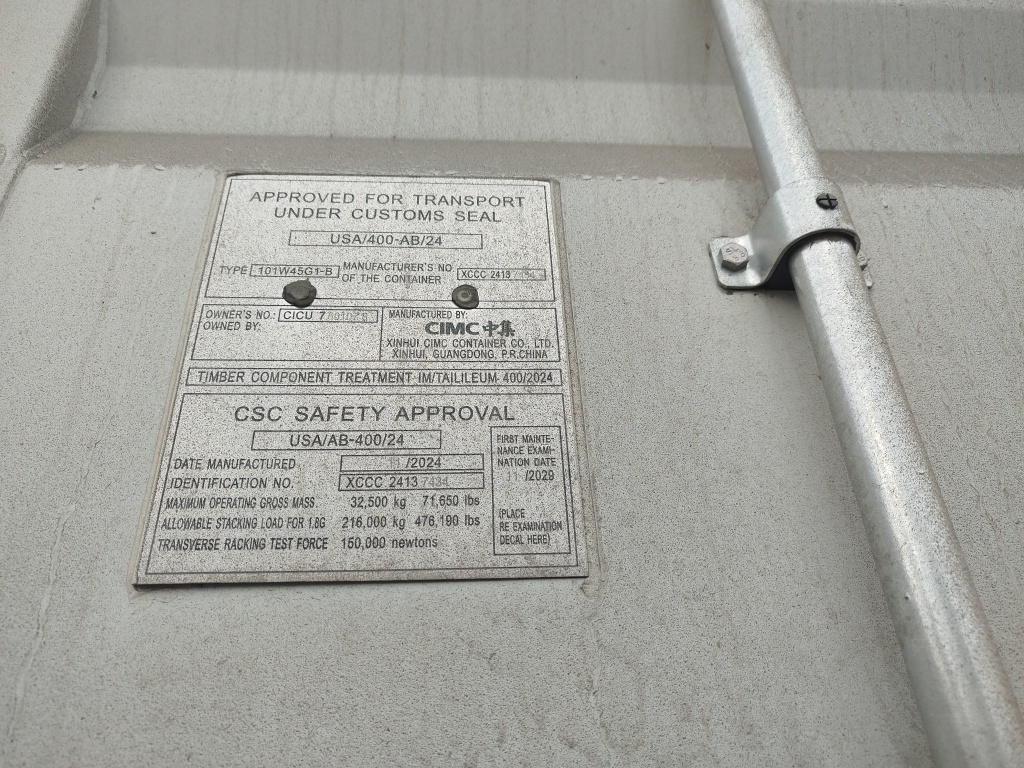 APPROVED FOR TRANSPORT
UNDER CUSTOMS SEAL
USA/400-AB/24
TYPE 101W45G1-B
MANUFACTURER'S NO
OF THE CONTAINER
XCCC 2413
OWNER'S NO.: CICU 7
OWNED BY:
MANUFACTURED BY:
CIMC 中集
XINHUI CIMC CONTAINER CO., LTD.
XINHUI, GUANGDONG, P.R.CHINA
TIMBER COMPONENT TREATMENT IM/TAILILEUM 400/2024
CSC SAFETY APPROVAL
USA/AB-400/24
DATE MANUFACTURED 11 /2024
IDENTIFICATION NO. XCCC 2413 7434
MAXIMUM OPERATING GROSS MASS 32,500 kg 71,650 lbs
ALLOWABLE STACKING LOAD FOR 1.8G 216,000 kg 476,190 lbs
TRANSVERSE RACKING TEST FORCE 150,000 newtons
FIRST MAINTE-
NANCE EXAMI-
NATION DATE
11 /2029
(PLACE
RE EXAMINATION
DECAL HERE)